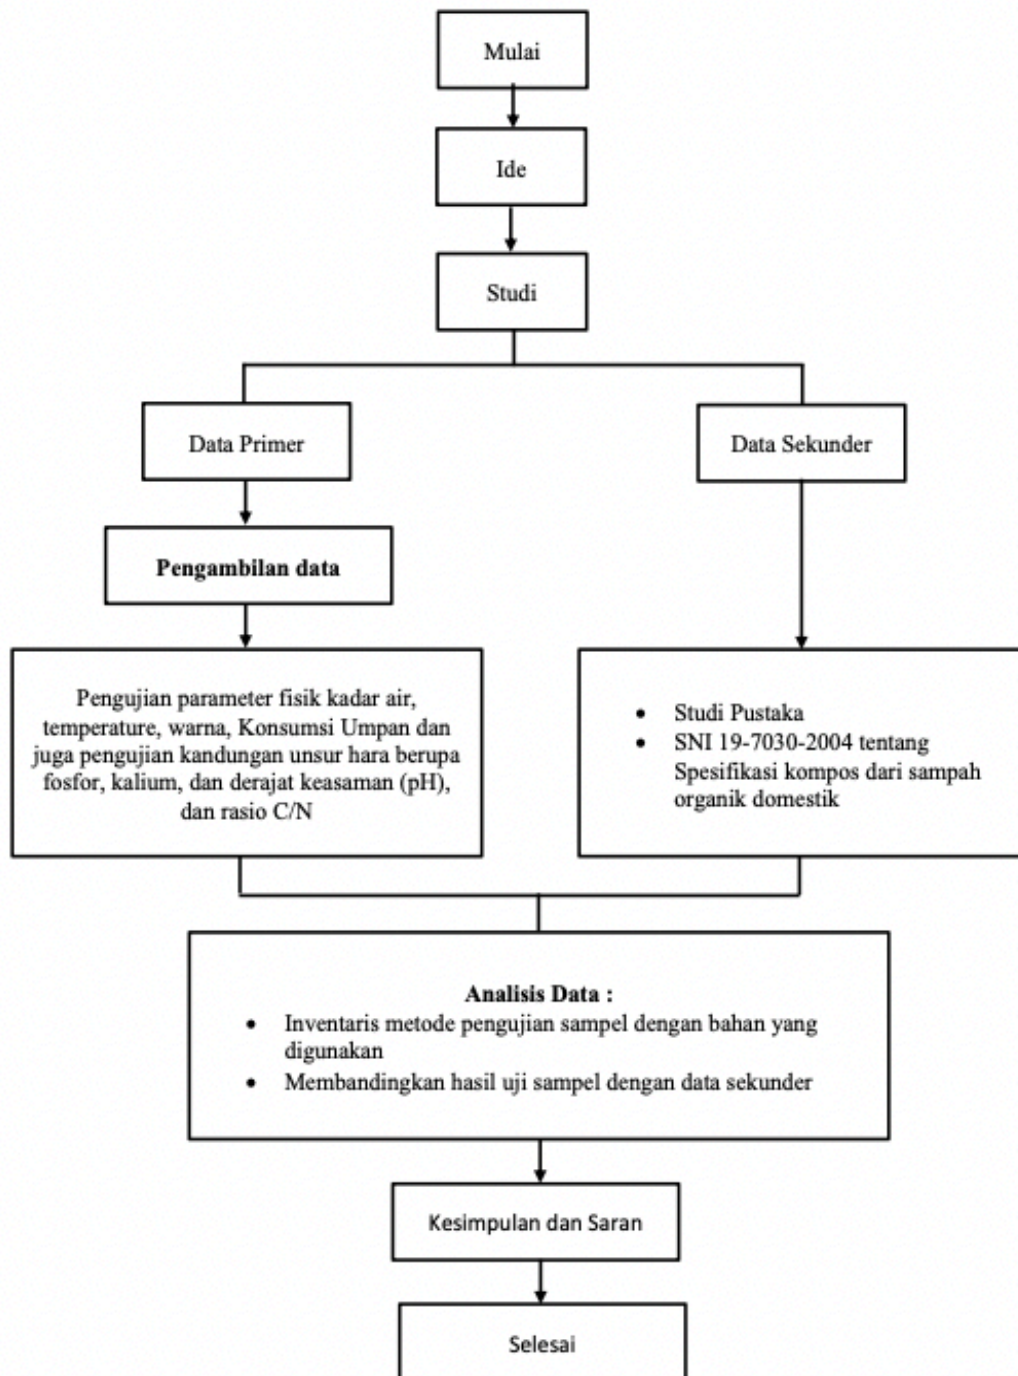 Mulai
Ide
Studi
Data Primer
Data Sekunder
Pengambilan data
Pengujian parameter fisik kadar air,
temperature, warna, Konsumsi Umpan dan
juga pengujian kandungan unsur hara berupa
fosfor, kalium, dan derajat keasaman (pH),
dan rasio C/N
• Studi Pustaka
• SNI 19-7030-2004 tentang
Spesifikasi kompos dari sampah
organik domestik
Analisis Data :
• Inventaris metode pengujian sampel dengan bahan yang
digunakan
• Membandingkan hasil uji sampel dengan data sekunder
Kesimpulan dan Saran
Selesai